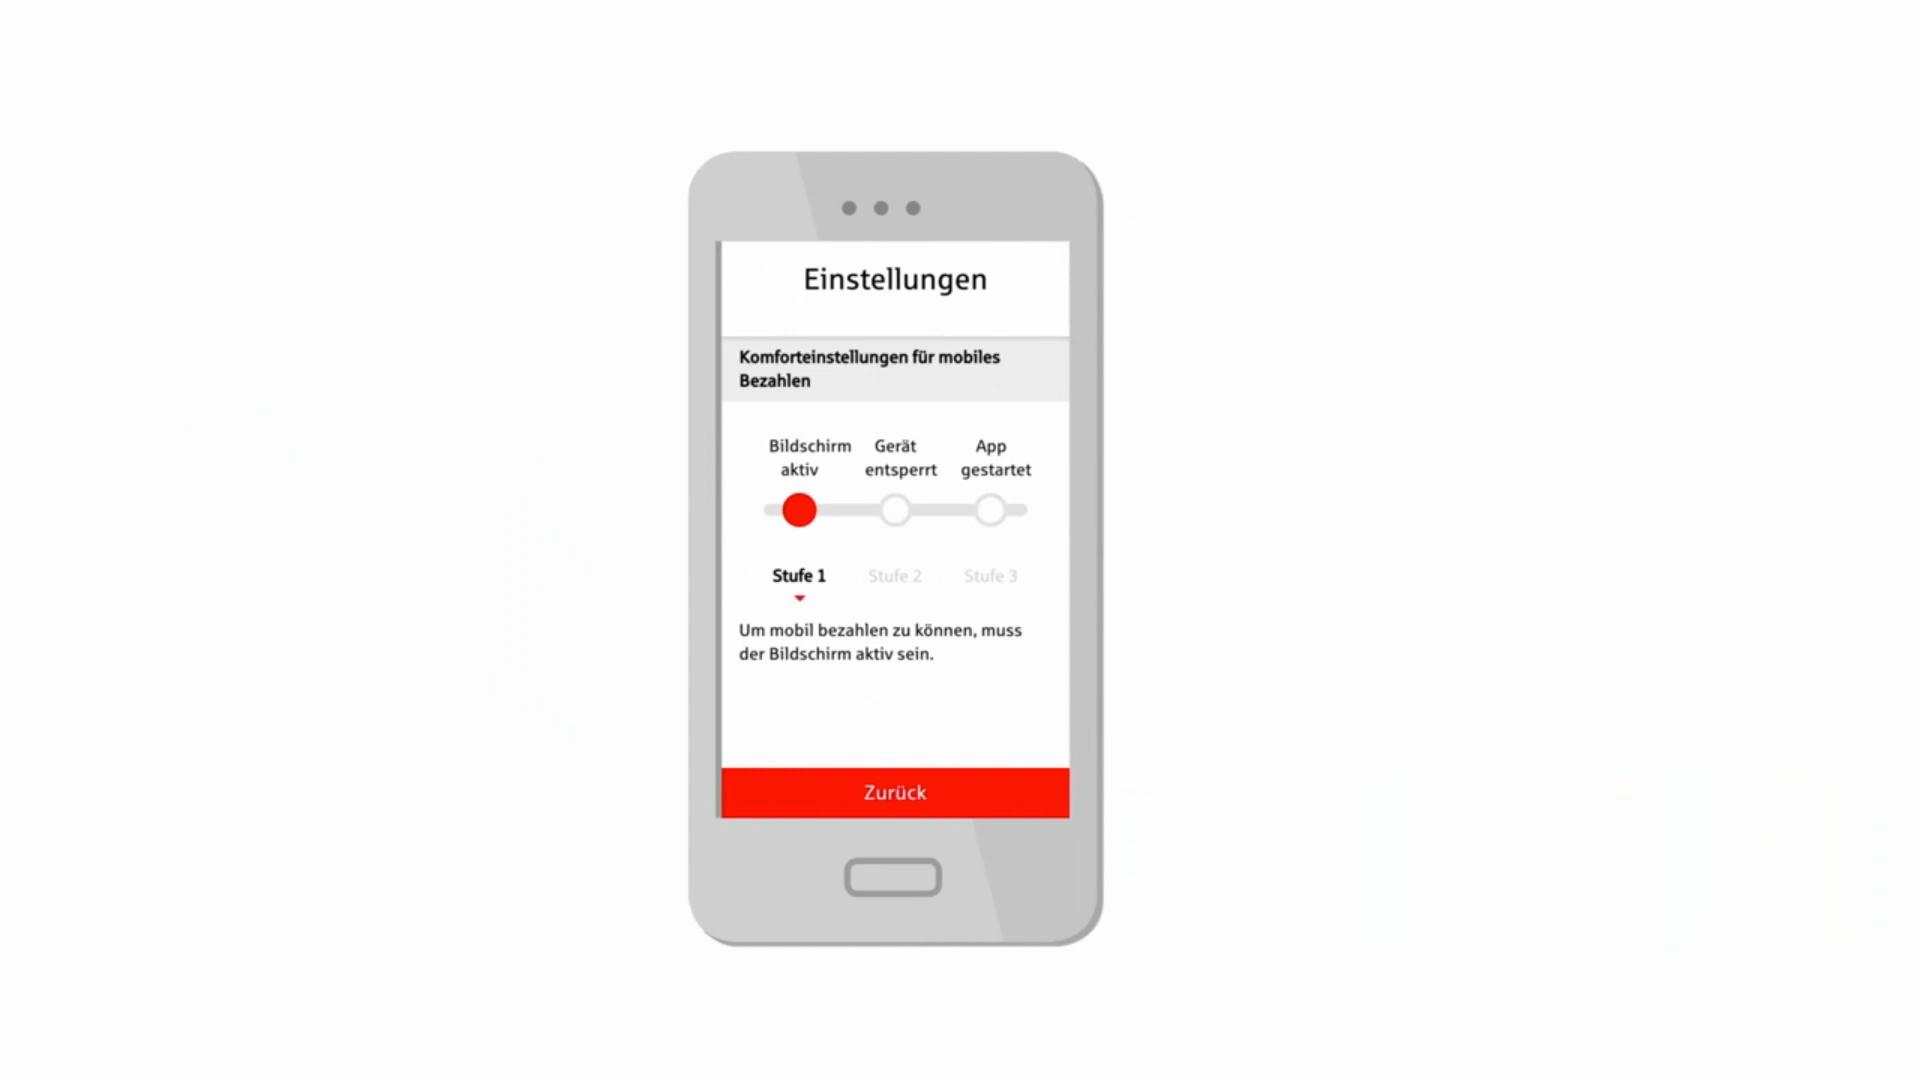 Einstellungen
Komforteinstellungen für mobiles
Bezahlen
Bildschirm Gerät App
aktiv entsperrt gestartet
Stufe 1 Stufe 2 Stufe 3
Um mobil bezahlen zu können, muss
der Bildschirm aktiv sein.
Zurück